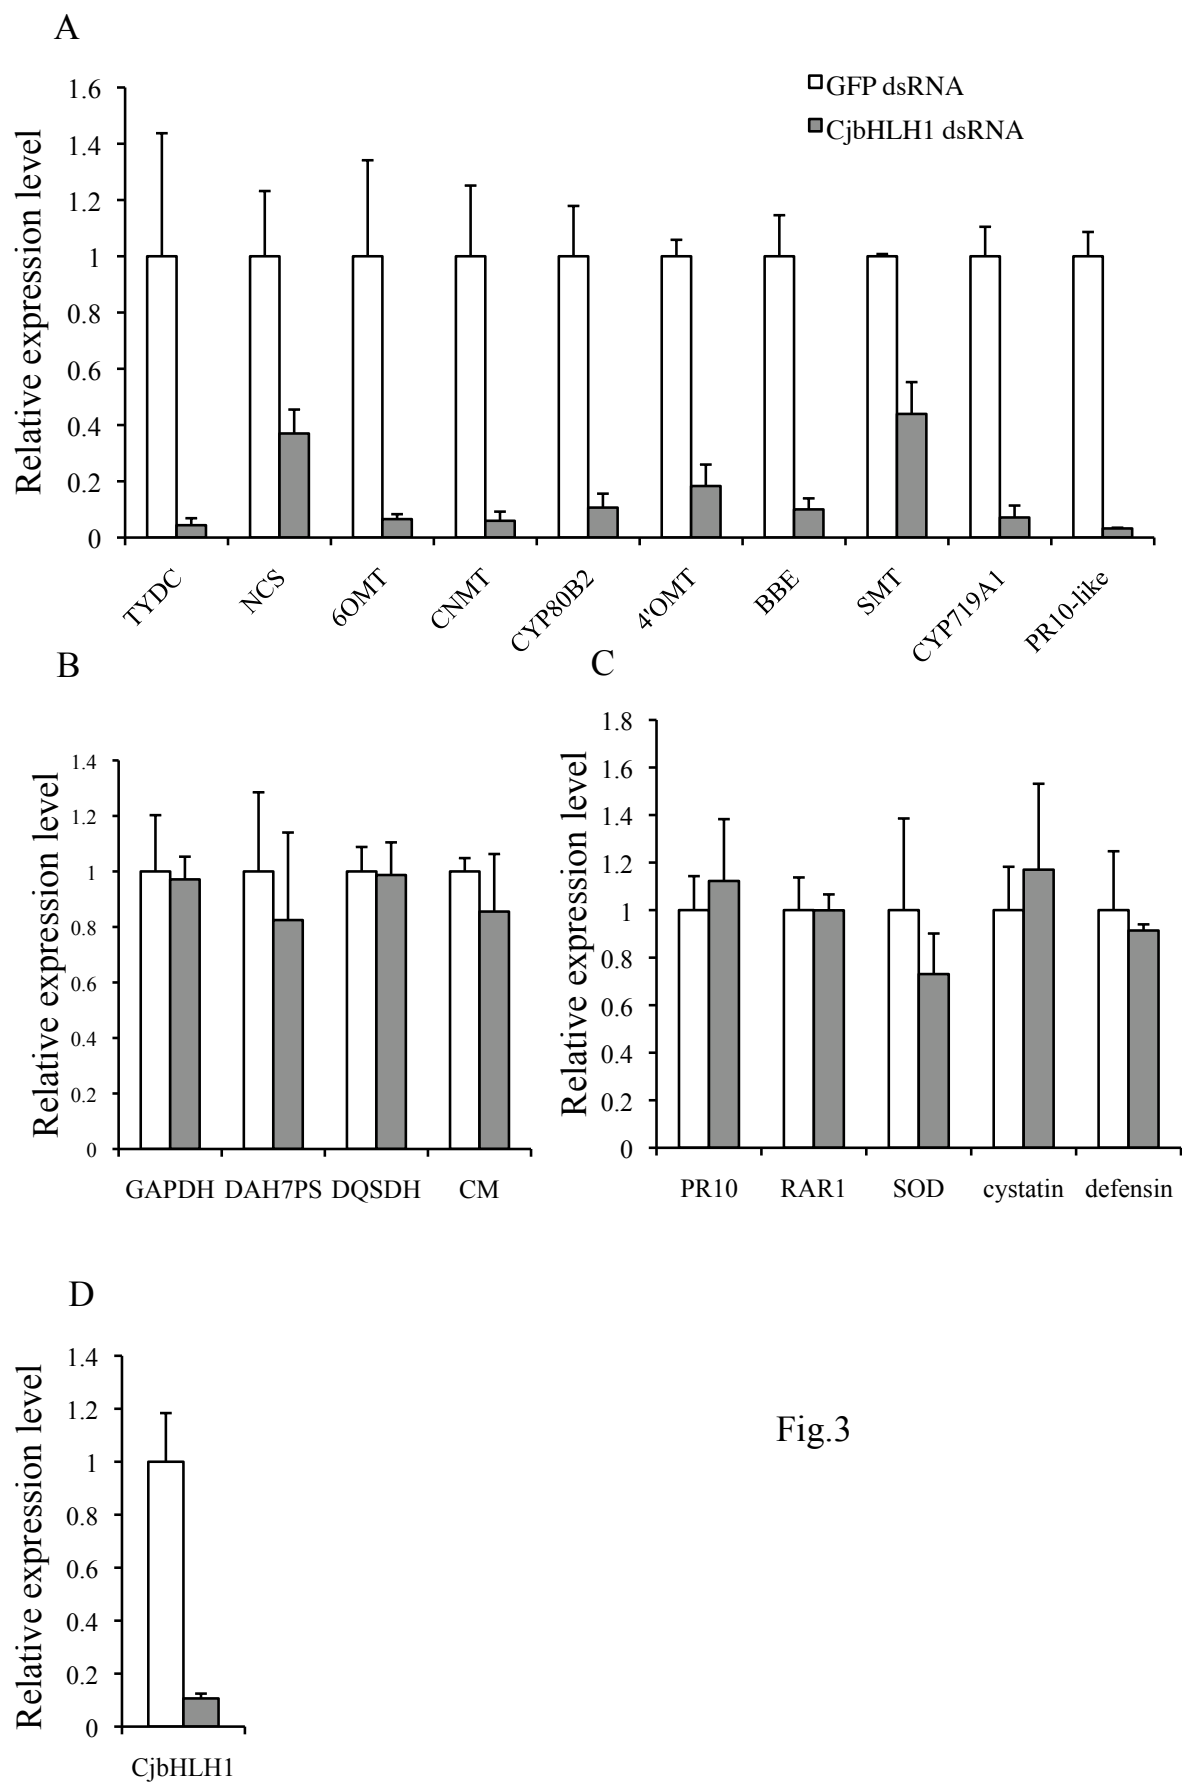 A
GFP dsRNA
CjbHLH1 dsRNA
Relative expression level
1.6
1.4
1.2
1
0.8
0.6
0.4
0.2
0
TYDC
NCS
6OMT
CNMT
CYP80B2
4'OMT
BBE
SMT
CYP719A1
PR10-like
B
Relative expression level
1.4
1.2
1
0.8
0.6
0.4
0.2
0
GAPDH DAH7PS DQSDH CM
C
Relative expression level
1.8
1.6
1.4
1.2
1
0.8
0.6
0.4
0.2
0
PR10 RAR1 SOD cystatin defensin
D
Relative expression level
1.4
1.2
1
0.8
0.6
0.4
0.2
0
CjbHLH1
Fig.3